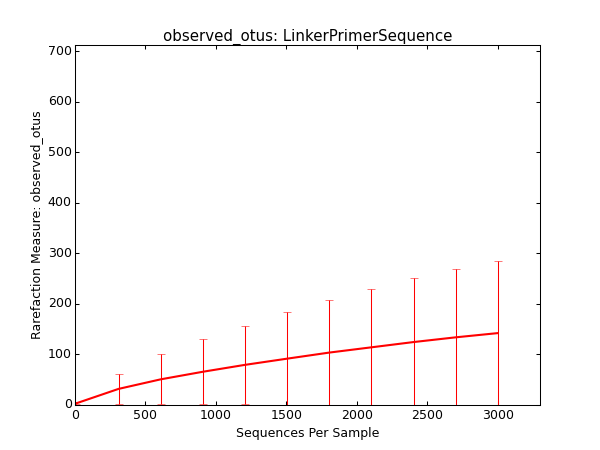 observed_otus: LinkerPrimerSequence
Rarefaction Measure: observed_otus
700
600
500
400
300
200
100
0
0 500 1000 1500 2000 2500 3000
Sequences Per Sample